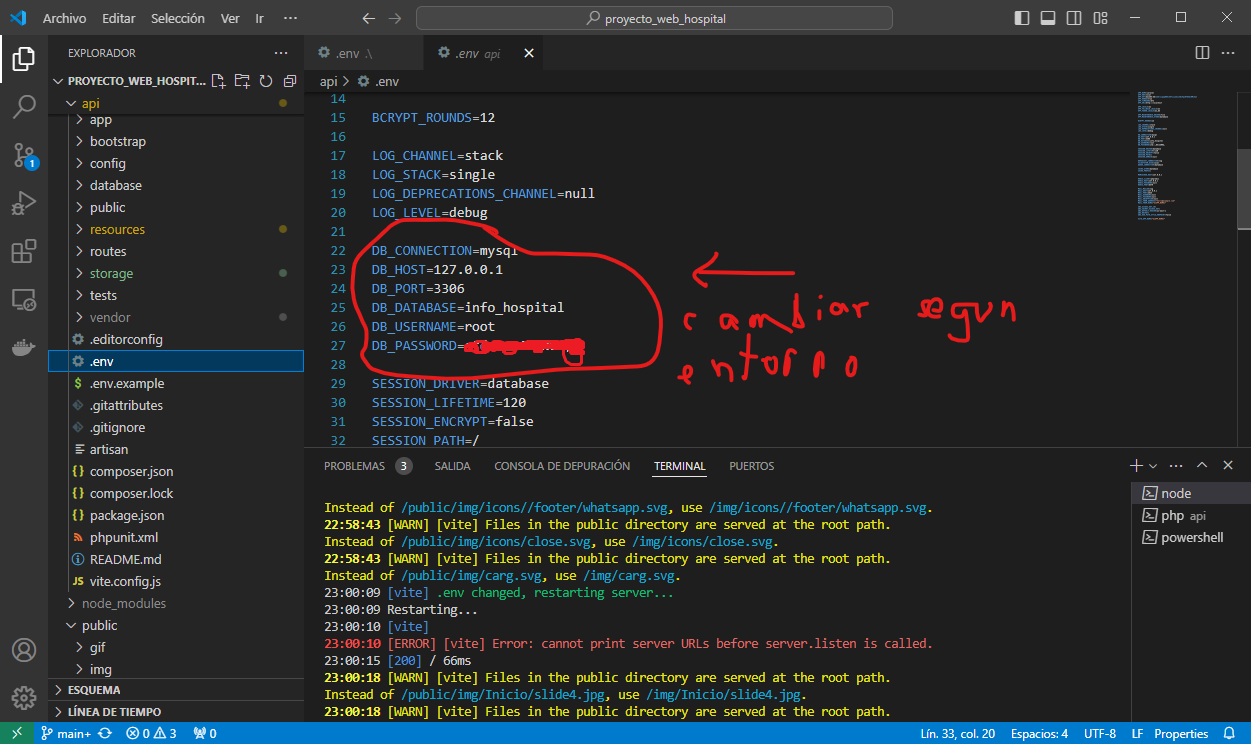 Archivo Editar Selección Ver Ir ··· proyecto_web_hospital
EXPLORADOR ···
PROYECTO_WEB_HOSPIT...
api
app
bootstrap
config
database
public
resources
routes
storage
tests
vendor
.editorconfig
.env
.env.example
.gitattributes
.gitignore
artisan
composer.json
composer.lock
package.json
phpunit.xml
README.md
vite.config.js
node_modules
public
gif
img
ESQUEMA
LÍNEA DE TIEMPO
.env .\ .env api
api > .env
14
15 BCRYPT_ROUNDS=12
16
17 LOG_CHANNEL=stack
18 LOG_STACK=single
19 LOG_DEPRECATIONS_CHANNEL=null
20 LOG_LEVEL=debug
21
22 DB_CONNECTION=mysql
23 DB_HOST=127.0.0.1
24 DB_PORT=3306
25 DB_DATABASE=info_hospital
26 DB_USERNAME=root
27 DB_PASSWORD=
28
29 SESSION_DRIVER=database
30 SESSION_LIFETIME=120
31 SESSION_ENCRYPT=false
32 SESSION_PATH=/
cambiar segun
entorno
PROBLEMAS 3 SALIDA CONSOLA DE DEPURACIÓN TERMINAL PUERTOS
Instead of /public/img/icons//footer/whatsapp.svg, use /img/icons//footer/whatsapp.svg.
22:58:43 [WARN] [vite] Files in the public directory are served at the root path.
Instead of /public/img/icons/close.svg, use /img/icons/close.svg.
22:58:43 [WARN] [vite] Files in the public directory are served at the root path.
Instead of /public/img/carg.svg, use /img/carg.svg.
23:00:09 [vite] .env changed, restarting server...
23:00:09 Restarting...
23:00:10 [vite]
23:00:10 [ERROR] [vite] Error: cannot print server URLs before server.listen is called.
23:00:15 [200] / 66ms
23:00:18 [WARN] [vite] Files in the public directory are served at the root path.
Instead of /public/img/Inicio/slide4.jpg, use /img/Inicio/slide4.jpg.
23:00:18 [WARN] [vite] Files in the public directory are served at the root path.
node
php api
powershell
1
main+ 0 3 0 Lín. 33, col. 20 Espacios: 4 UTF-8 LF Properties